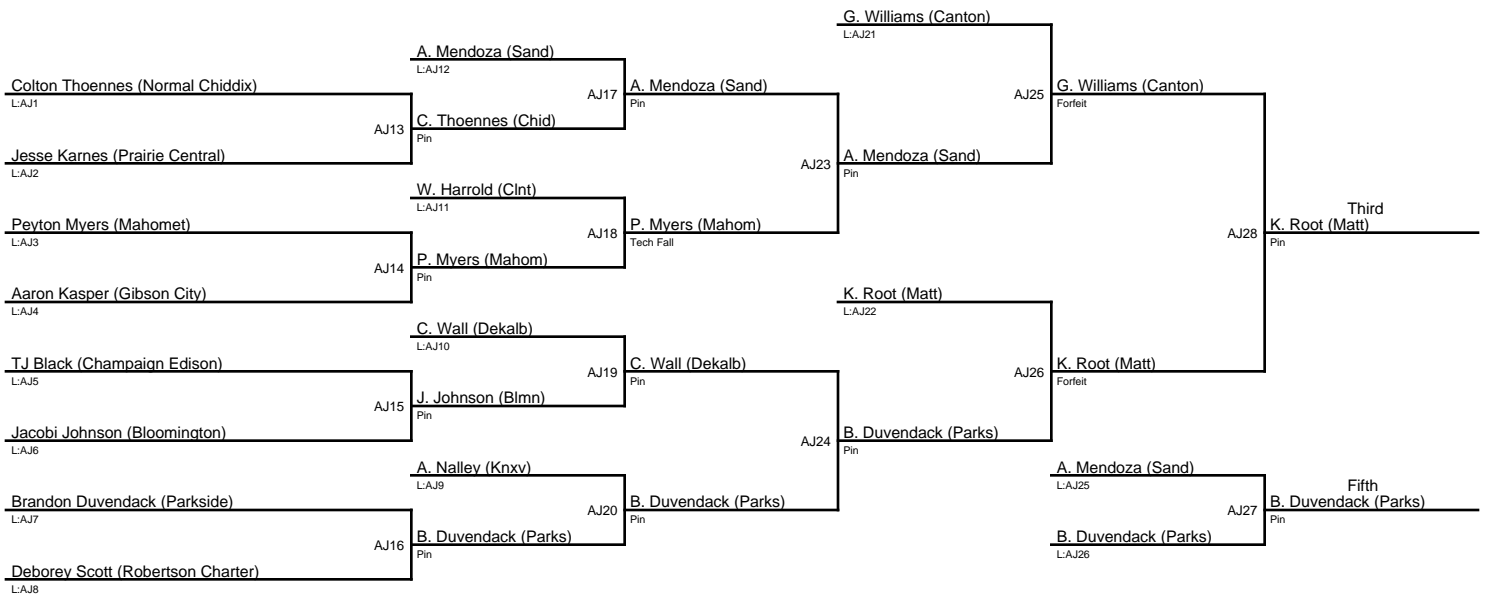 G. Williams (Canton)
L:AJ21
A. Mendoza (Sand)
L:AJ12
Colton Thoennes (Normal Chiddix)
L:AJ1
AJ17
A. Mendoza (Sand)
Pin
AJ25
G. Williams (Canton)
Forfeit
AJ13
C. Thoennes (Chid)
Pin
Jesse Karnes (Prairie Central)
L:AJ2
AJ23
A. Mendoza (Sand)
Pin
W. Harrold (Clnt)
L:AJ11
Third
Peyton Myers (Mahomet)
L:AJ3
AJ18
P. Myers (Mahom)
Tech Fall
AJ28
K. Root (Matt)
Pin
AJ14
P. Myers (Mahom)
Pin
Aaron Kasper (Gibson City)
L:AJ4
K. Root (Matt)
L:AJ22
C. Wall (Dekalb)
L:AJ10
TJ Black (Champaign Edison)
L:AJ5
AJ19
C. Wall (Dekalb)
Pin
AJ26
K. Root (Matt)
Forfeit
AJ15
J. Johnson (Blmn)
Pin
Jacobi Johnson (Bloomington)
L:AJ6
AJ24
B. Duvendack (Parks)
Pin
A. Nalley (Knxv)
L:AJ9
A. Mendoza (Sand)
L:AJ25
Fifth
Brandon Duvendack (Parkside)
L:AJ7
AJ20
B. Duvendack (Parks)
Pin
AJ27
B. Duvendack (Parks)
Pin
AJ16
B. Duvendack (Parks)
Pin
B. Duvendack (Parks)
L:AJ26
Deborey Scott (Robertson Charter)
L:AJ8